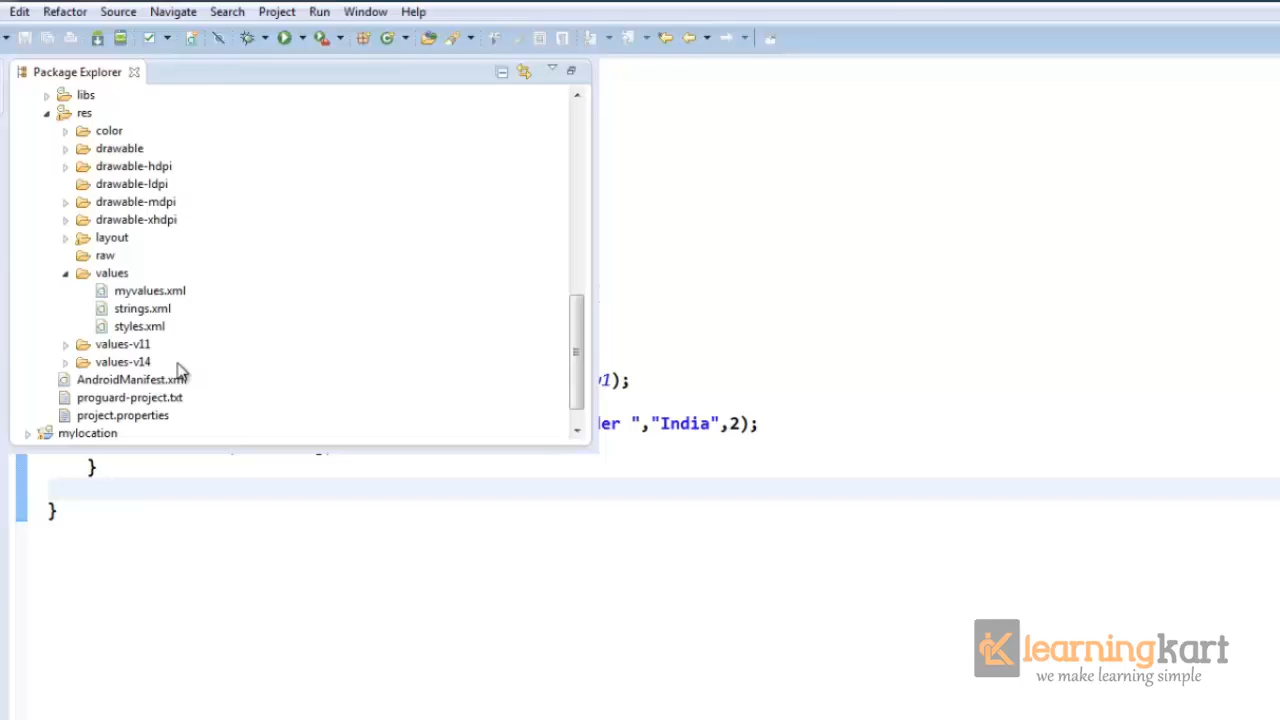 Edit Refactor Source Navigate Search Project Run Window Help
Package Explorer
libs
res
color
drawable
drawable-hdpi
drawable-ldpi
drawable-mdpi
drawable-xhdpi
layout
raw
values
myvalues.xml
strings.xml
styles.xml
values-v11
values-v14
AndroidManifest.xml
v1);
proguard-project.txt
project.properties
der ","India",2);
mylocation
}
}
learningkart
we make learning simple